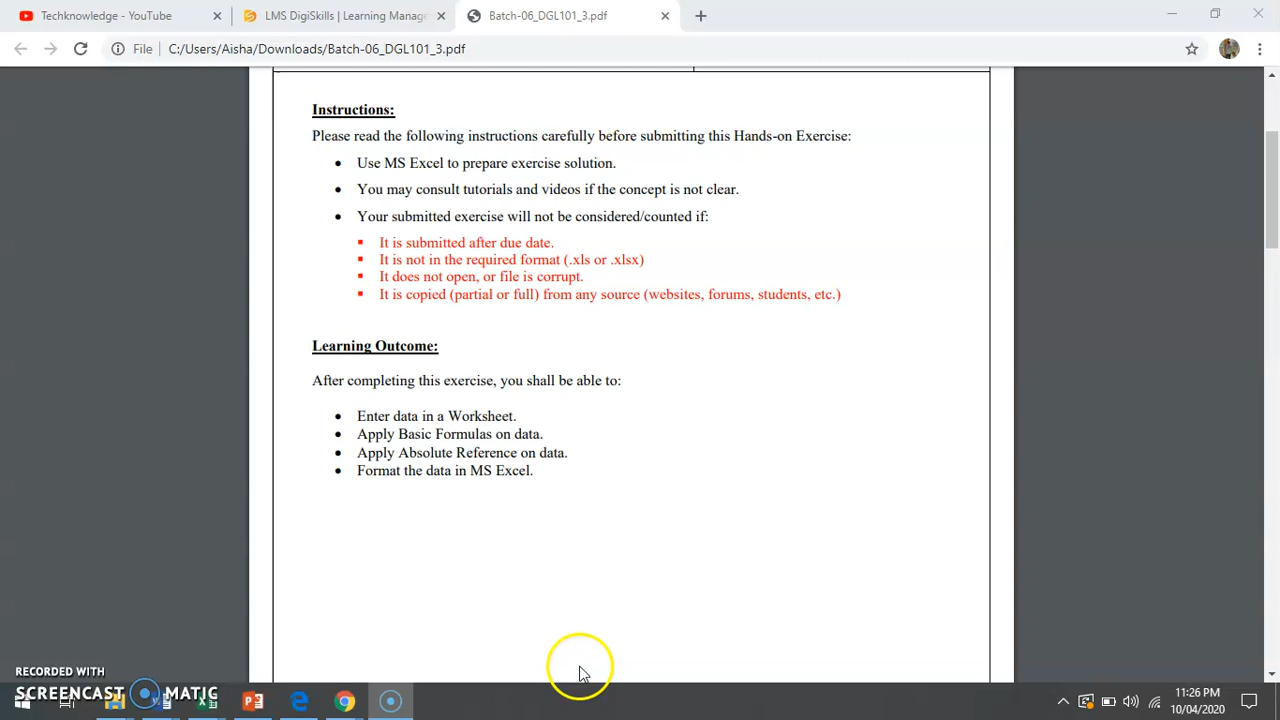 Techknowledge - YouTube
LMS DigiSkills | Learning Manage
Batch-06_DGL101_3.pdf
File
C:/Users/Aisha/Downloads/Batch-06_DGL101_3.pdf
Instructions:
Please read the following instructions carefully before submitting this Hands-on Exercise:
• Use MS Excel to prepare exercise solution.
• You may consult tutorials and videos if the concept is not clear.
• Your submitted exercise will not be considered/counted if:
▪ It is submitted after due date.
▪ It is not in the required format (.xls or .xlsx)
▪ It does not open, or file is corrupt.
▪ It is copied (partial or full) from any source (websites, forums, students, etc.)
Learning Outcome:
After completing this exercise, you shall be able to:
• Enter data in a Worksheet.
• Apply Basic Formulas on data.
• Apply Absolute Reference on data.
• Format the data in MS Excel.
RECORDED WITH
SCREENCAST MATIC
11:26 PM
10/04/2020